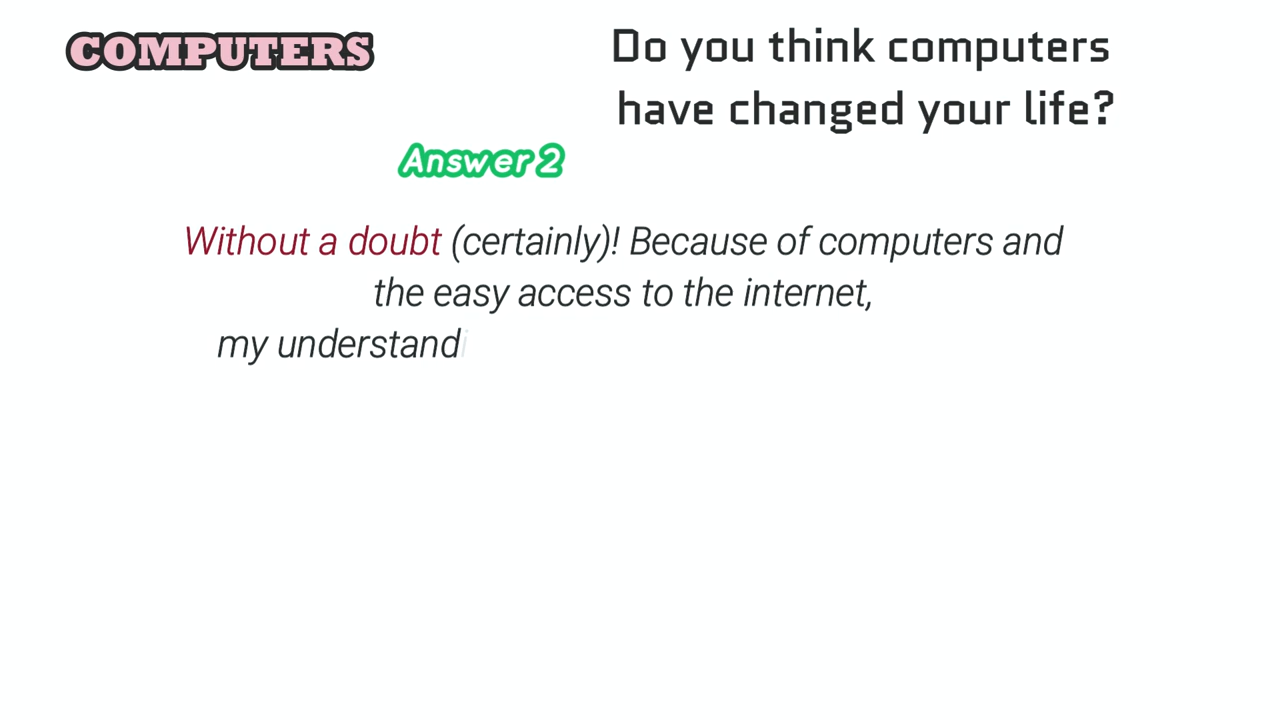 COMPUTERS
Do you think computers
have changed your life?
Answer 2
Without a doubt (certainly)! Because of computers and
the easy access to the internet,
my understandi